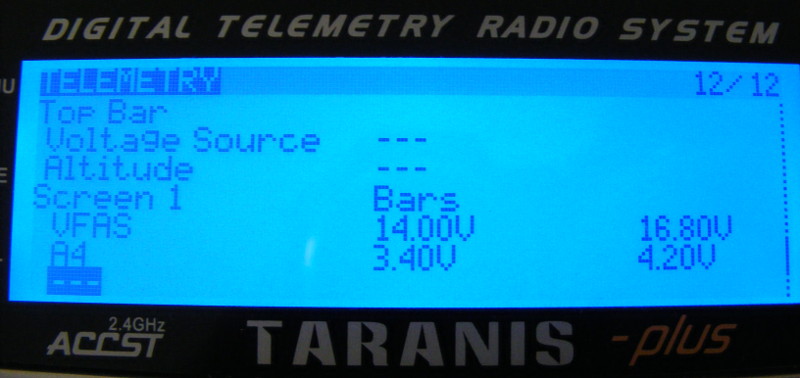 DIGITAL TELEMETRY RADIO SYSTEM
TELEMETRY 12/12
Top Bar
Voltage Source ---
Altitude ---
Screen 1 Bars
VFAS 14.00V 16.80V
A4 3.40V 4.20V
---
2.4GHz
ACCST TARANIS -plus